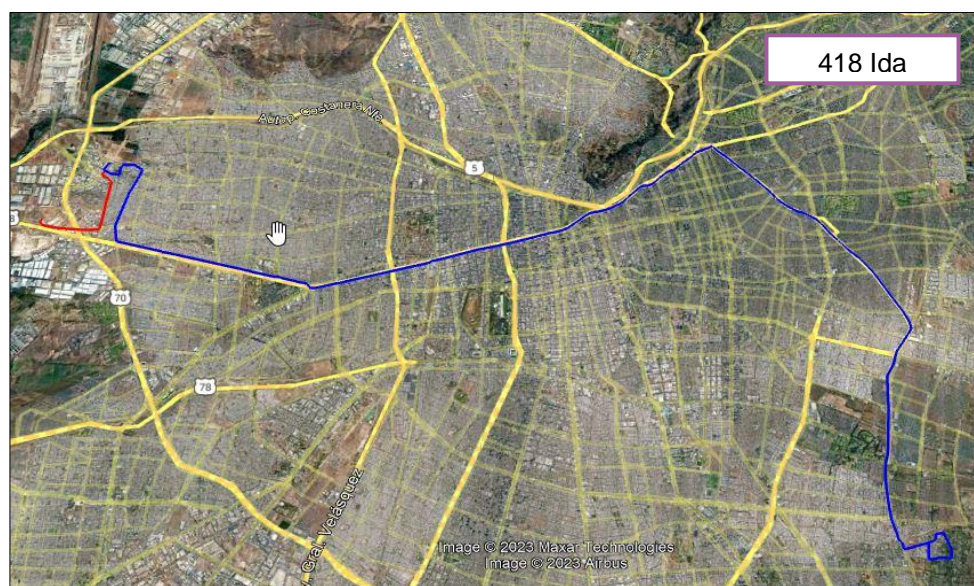 418 Ida
Autop. Costanera Nte
5
70
78
Gral. Velásquez
Image © 2023 Maxar Technologies
Image © 2023 Airbus